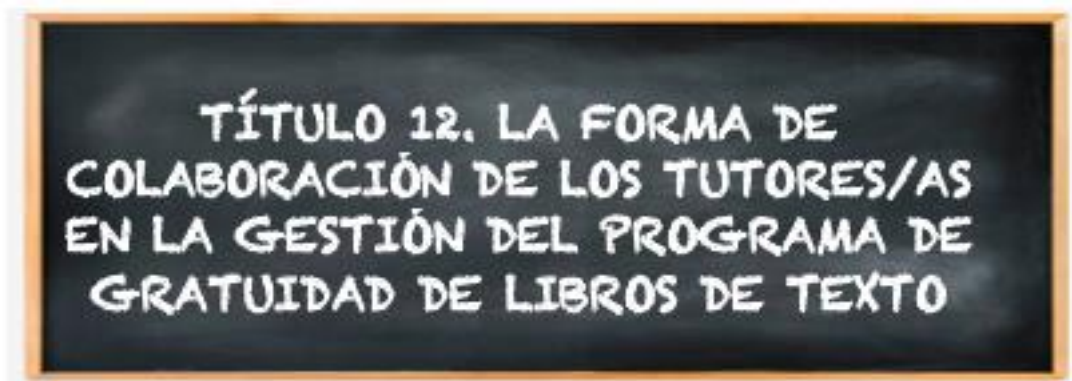 TÍTULO 12. LA FORMA DE
COLABORACIÓN DE LOS TUTORES/AS
EN LA GESTIÓN DEL PROGRAMA DE
GRATUIDAD DE LIBROS DE TEXTO